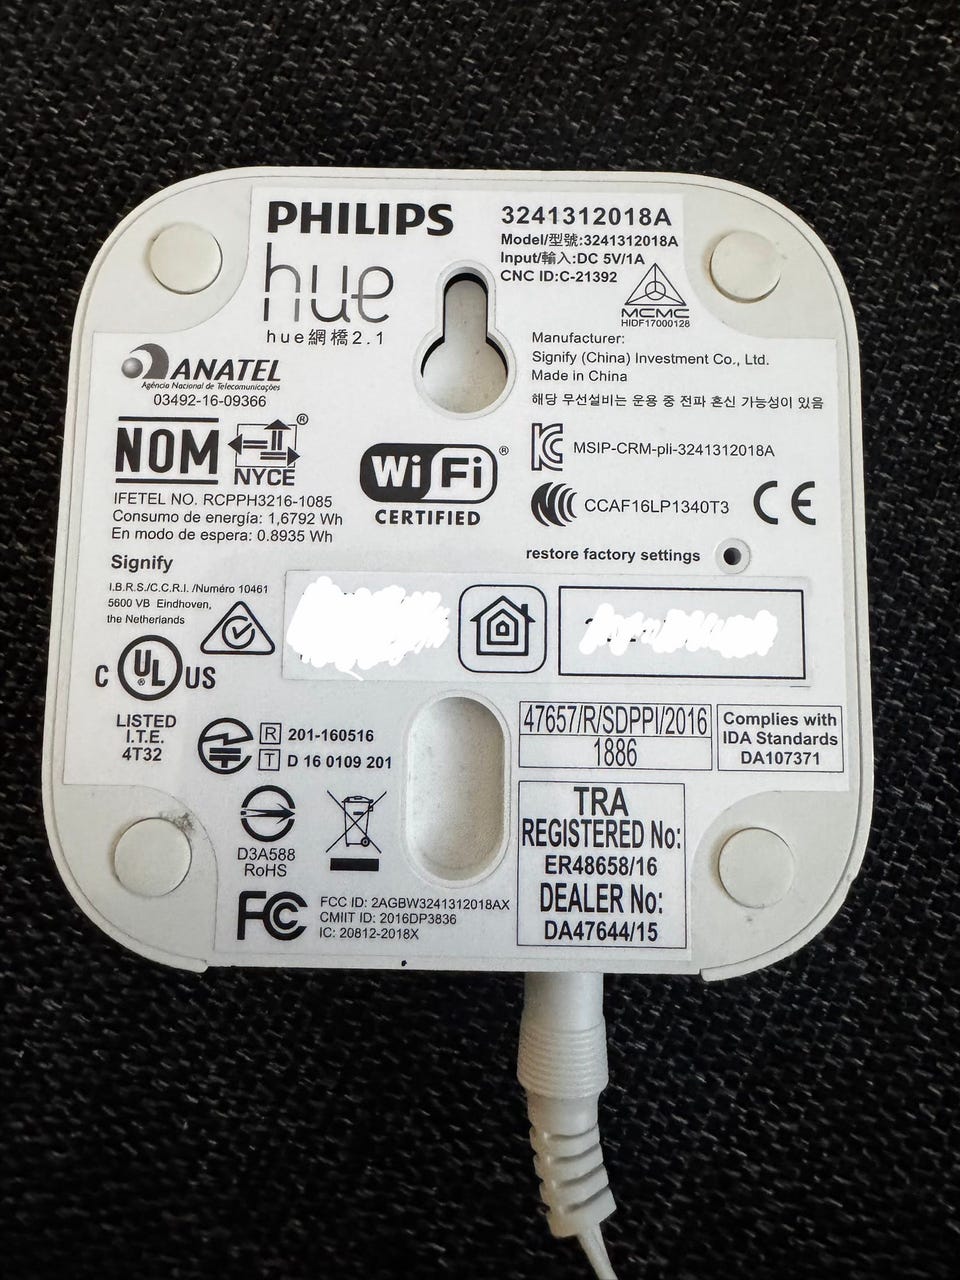 PHILIPS
hue
hue網橋2.1
3241312018A
Model/型號:3241312018A
Input/輸入:DC 5V/1A
CNC ID:C-21392
MCMC
HIDF17000128
Manufacturer:
Signify (China) Investment Co., Ltd.
Made in China
해당 무선설비는 운용 중 전파 혼신 가능성이 있음
ANATEL
Agência Nacional de Telecomunicações
03492-16-09366
NOM
NYCE®
IFETEL NO. RCPPH3216-1085
Consumo de energía: 1,6792 Wh
En modo de espera: 0.8935 Wh
WiFi®
CERTIFIED
MSIP-CRM-pli-3241312018A
CCAF16LP1340T3
CE
restore factory settings
Signify
I.B.R.S./C.C.R.I. /Numéro 10461
5600 VB Eindhoven,
the Netherlands
C UL® US
LISTED
I.T.E.
4T32
R 201-160516
T D 16 0109 201
D3A588
RoHS
FC
FCC ID: 2AGBW3241312018AX
CMIIT ID: 2016DP3836
IC: 20812-2018X
47657/R/SDPPI/2016
1886
Complies with
IDA Standards
DA107371
TRA
REGISTERED No:
ER48658/16
DEALER No:
DA47644/15